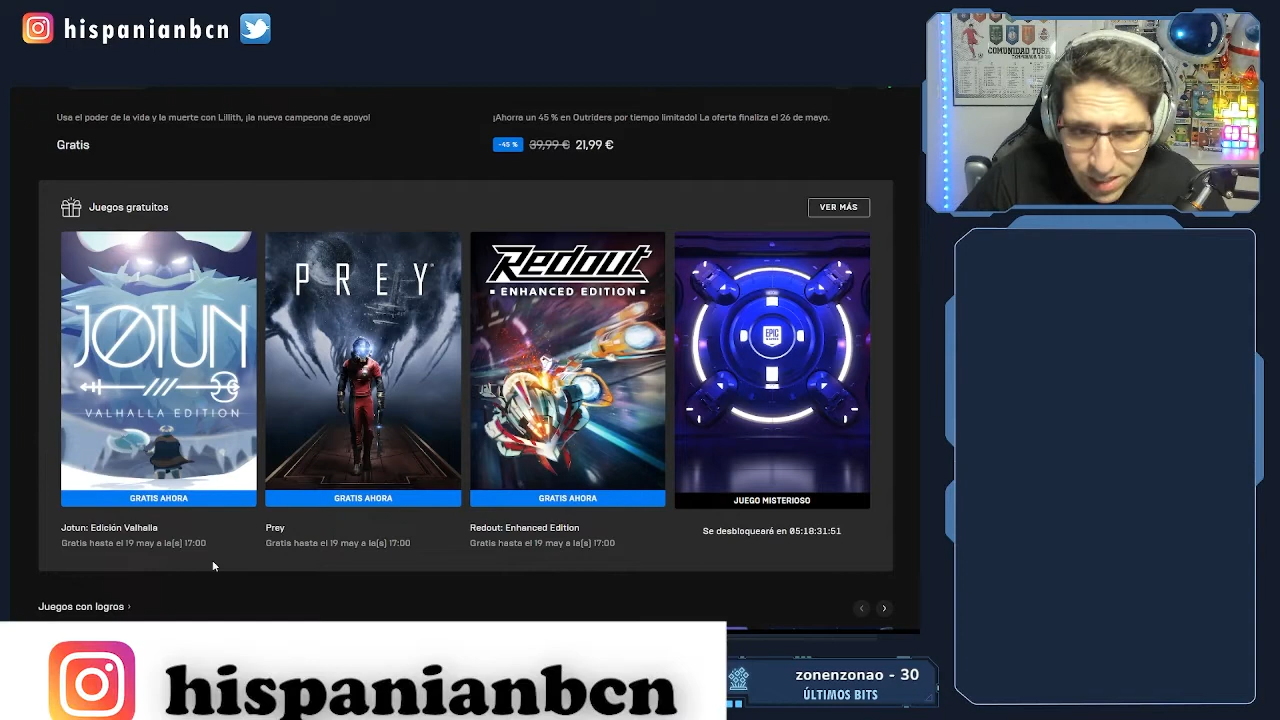 hispanianbcn
COMUNIDAD TUSA
Usa el poder de la vida y la muerte con Lillith, ¡la nueva campeona de apoyo!
Gratis
¡Ahorra un 45 % en Outriders por tiempo limitado! La oferta finaliza el 26 de mayo.
-45 % 39,99 € 21,99 €
Juegos gratuitos
VER MÁS
JOTUN
VALHALLA EDITION
GRATIS AHORA
Jotun: Edición Valhalla
Gratis hasta el 19 may a la(s) 17:00
PREY
GRATIS AHORA
Prey
Gratis hasta el 19 may a la(s) 17:00
Redout
ENHANCED EDITION
GRATIS AHORA
Redout: Enhanced Edition
Gratis hasta el 19 may a la(s) 17:00
EPIC
JUEGO MISTERIOSO
Se desbloqueará en 05:18:31:51
Juegos con logros ›
hispanianbcn
zonenzonao - 30
ÚLTIMOS BITS